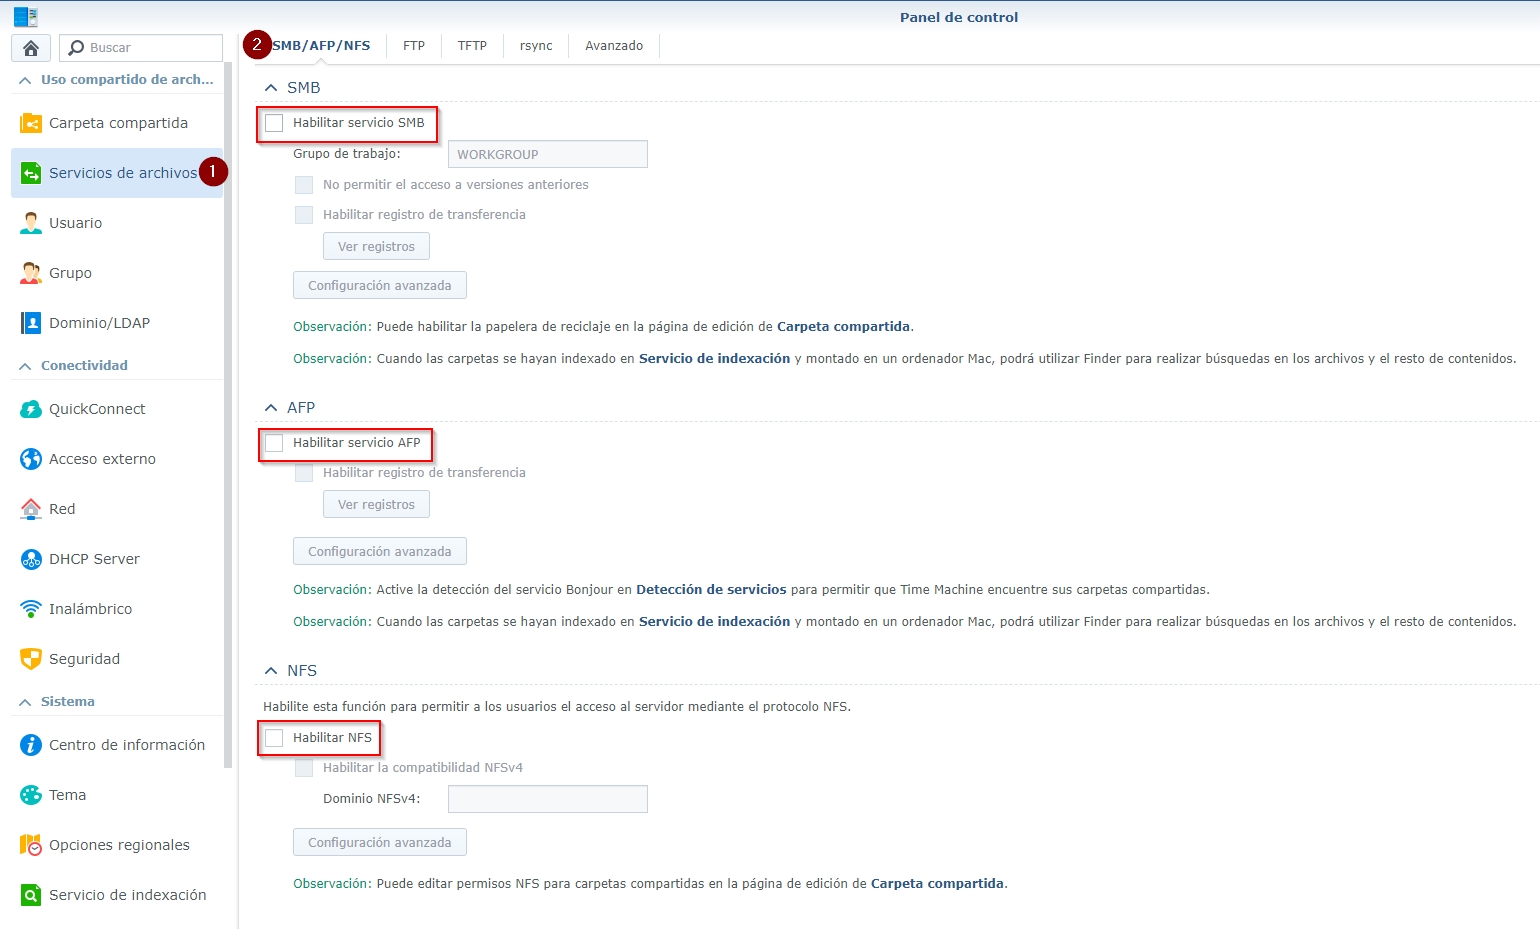 Panel de control
Buscar
2 SMB/AFP/NFS FTP TFTP rsync Avanzado
Uso compartido de arch...
Carpeta compartida
Servicios de archivos 1
Usuario
Grupo
Dominio/LDAP
Conectividad
QuickConnect
Acceso externo
Red
DHCP Server
Inalámbrico
Seguridad
Sistema
Centro de información
Tema
Opciones regionales
Servicio de indexación
SMB
Habilitar servicio SMB
Grupo de trabajo: WORKGROUP
No permitir el acceso a versiones anteriores
Habilitar registro de transferencia
Ver registros
Configuración avanzada
Observación: Puede habilitar la papelera de reciclaje en la página de edición de Carpeta compartida.
Observación: Cuando las carpetas se hayan indexado en Servicio de indexación y montado en un ordenador Mac, podrá utilizar Finder para realizar búsquedas en los archivos y el resto de contenidos.
AFP
Habilitar servicio AFP
Habilitar registro de transferencia
Ver registros
Configuración avanzada
Observación: Active la detección del servicio Bonjour en Detección de servicios para permitir que Time Machine encuentre sus carpetas compartidas.
Observación: Cuando las carpetas se hayan indexado en Servicio de indexación y montado en un ordenador Mac, podrá utilizar Finder para realizar búsquedas en los archivos y el resto de contenidos.
NFS
Habilite esta función para permitir a los usuarios el acceso al servidor mediante el protocolo NFS.
Habilitar NFS
Habilitar la compatibilidad NFSv4
Dominio NFSv4:
Configuración avanzada
Observación: Puede editar permisos NFS para carpetas compartidas en la página de edición de Carpeta compartida.